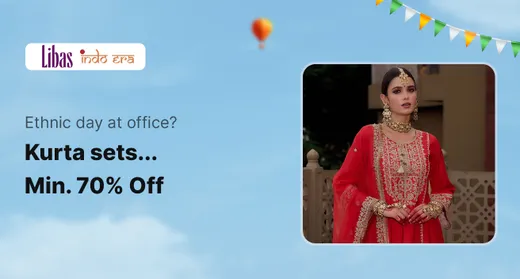 Libas indo era
Ethnic day at office?
Kurta sets...
Min. 70% Off